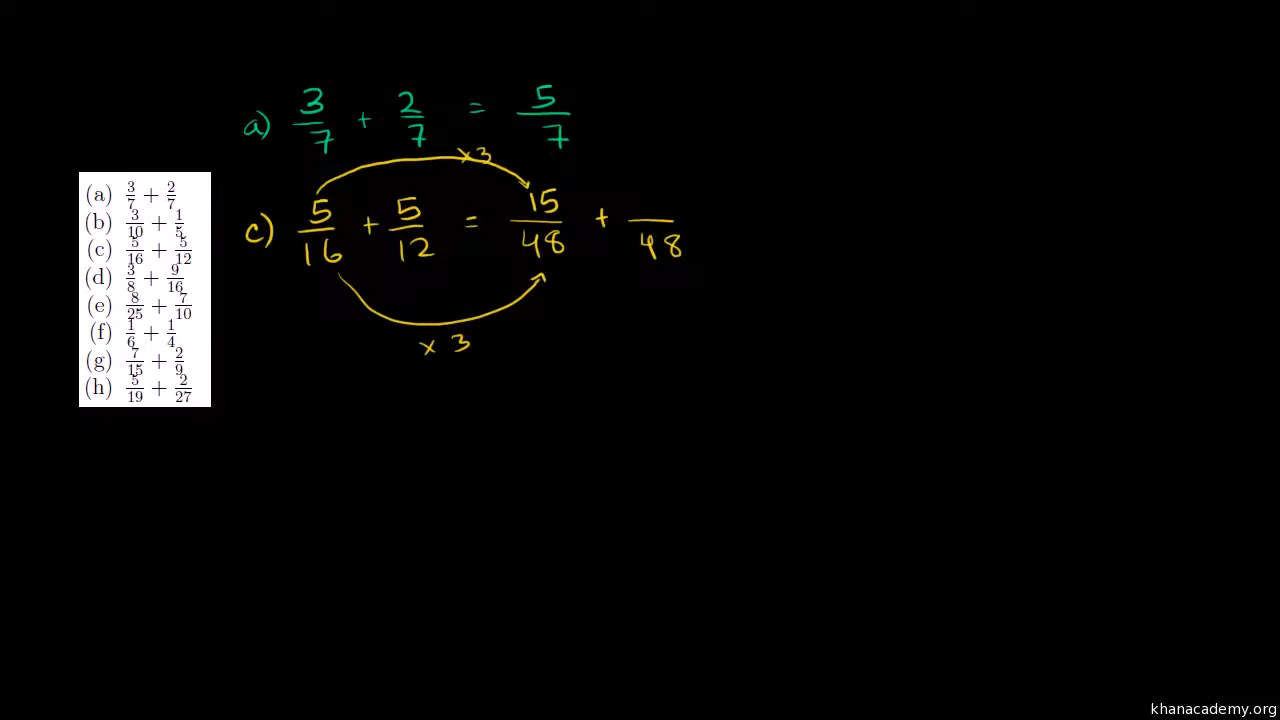 a) 3/7 + 2/7 = 5/7
x 3
c) 5/16 + 5/12 = 15/48 + /48
x 3
(a) 3/7 + 2/7
(b) 3/10 + 1/5
(c) 5/16 + 5/12
(d) 3/8 + 9/16
(e) 8/25 + 7/10
(f) 1/6 + 1/4
(g) 7/15 + 2/9
(h) 5/19 + 2/27
khanacademy.org